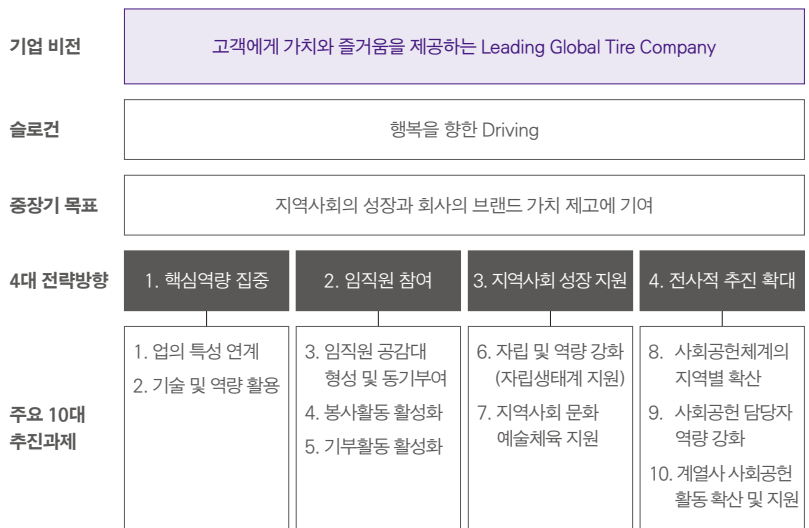 기업 비전
고객에게 가치와 즐거움을 제공하는 Leading Global Tire Company
슬로건
행복을 향한 Driving
중장기 목표
지역사회의 성장과 회사의 브랜드 가치 제고에 기여
4대 전략방향
1. 핵심역량 집중
2. 임직원 참여
3. 지역사회 성장 지원
4. 전사적 추진 확대
주요 10대
추진과제
1. 업의 특성 연계
2. 기술 및 역량 활용
3. 임직원 공감대
형성 및 동기부여
4. 봉사활동 활성화
5. 기부활동 활성화
6. 자립 및 역량 강화
(자립생태계 지원)
7. 지역사회 문화
예술체육 지원
8. 사회공헌체계의
지역별 확산
9. 사회공헌 담당자
역량 강화
10. 계열사 사회공헌
활동 확산 및 지원